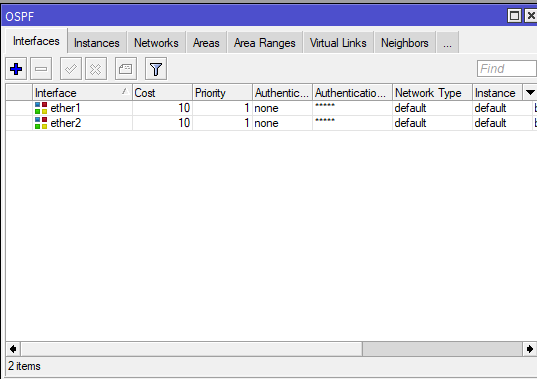 OSPF
Interfaces Instances Networks Areas Area Ranges Virtual Links Neighbors ...
Find
Interface Cost Priority Authentic... Authenticatio... Network Type Instance
ether1 10 1 none ***** default default
ether2 10 1 none ***** default default
2 items